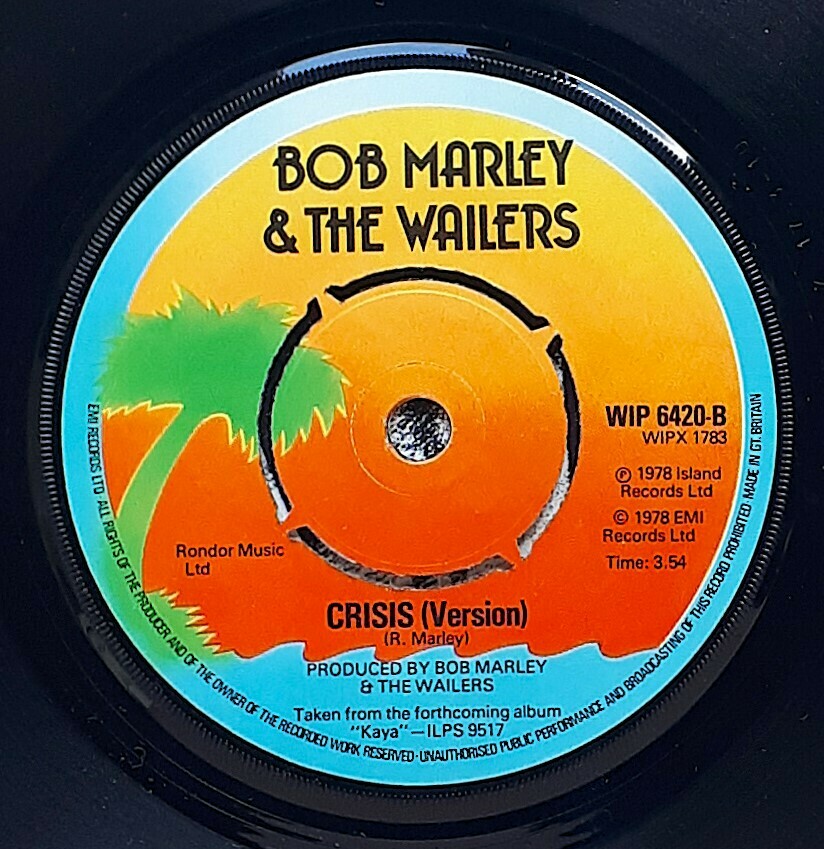 BOB MARLEY
& THE WAILERS
WIP 6420-B
WIPX 1783
℗ 1978 Island
Records Ltd
© 1978 EMI
Records Ltd
Time: 3.54
Rondor Music
Ltd
CRISIS (Version)
(R. Marley)
PRODUCED BY BOB MARLEY
& THE WAILERS
Taken from the forthcoming album
"Kaya"—ILPS 9517
EMI RECORDS LTD·ALL RIGHTS OF THE PRODUCER AND OF THE OWNER OF THE RECORDED WORK RESERVED·UNAUTHORISED PUBLIC PERFORMANCE AND BROADCASTING OF THIS RECORD PROHIBITED MADE IN GT. BRITAIN